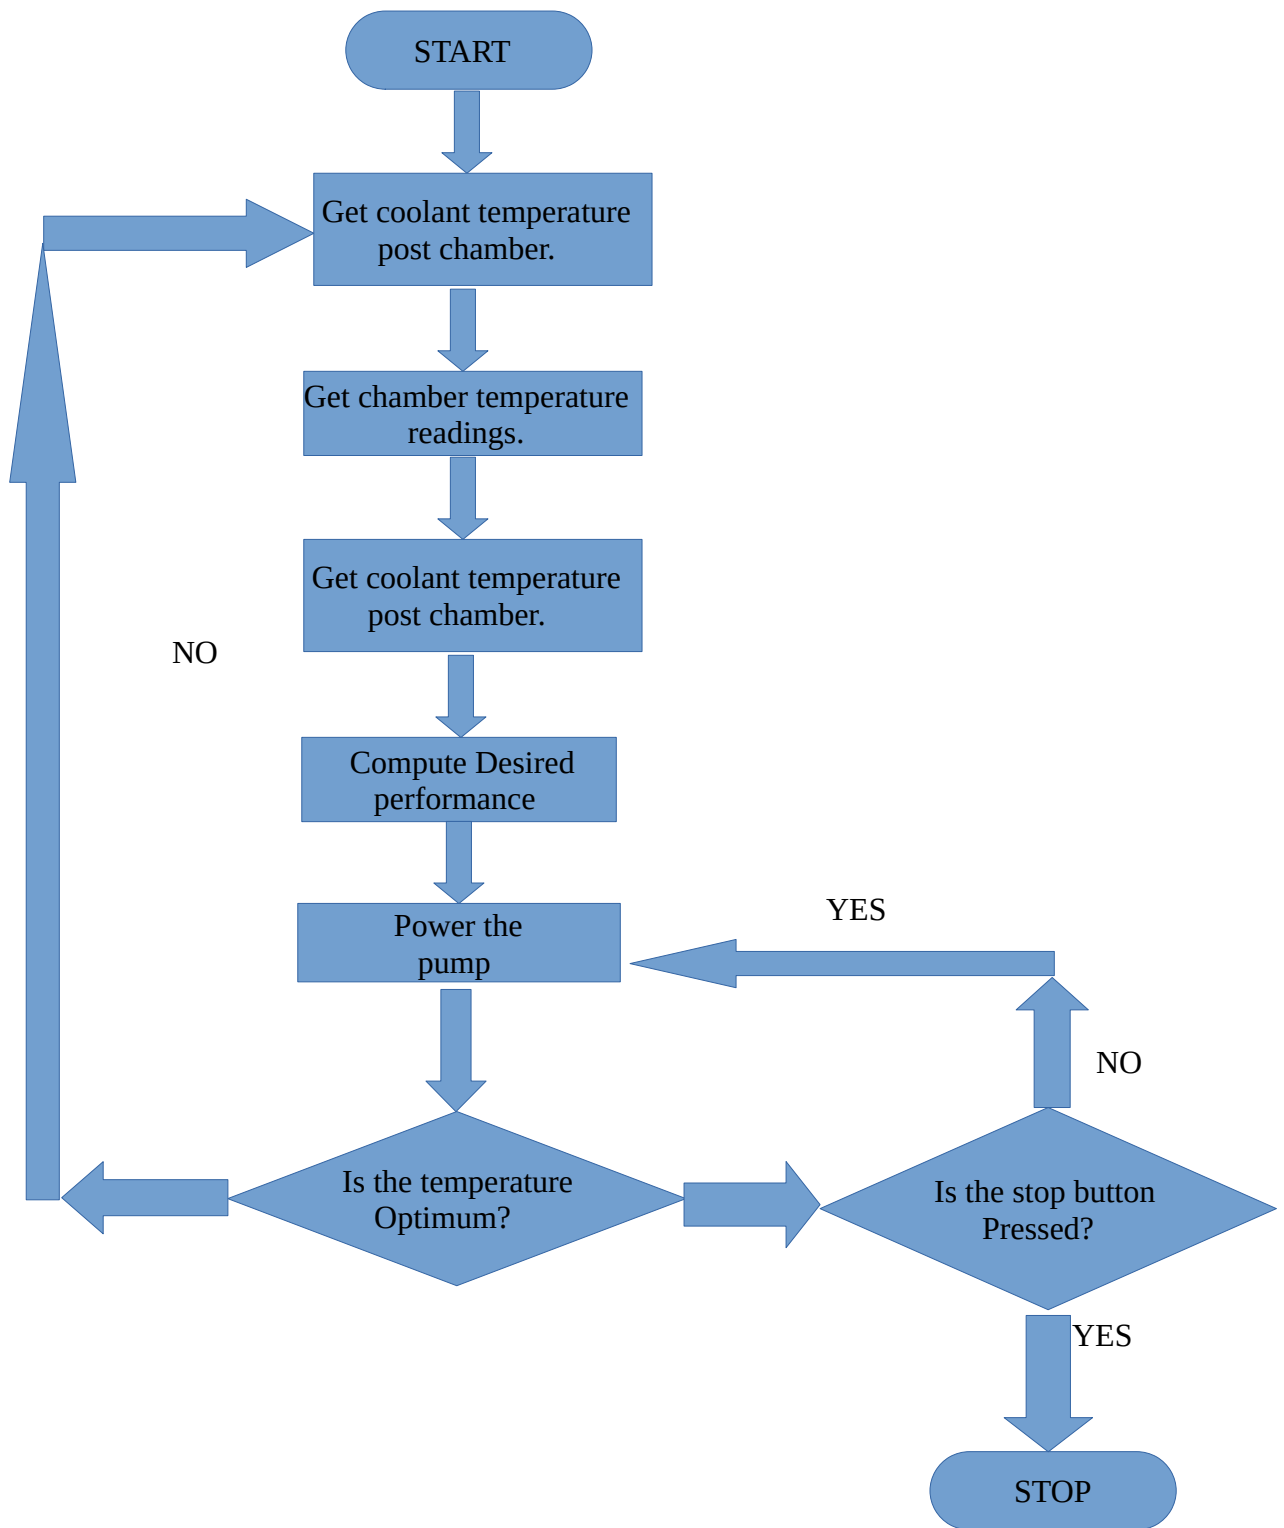 START
Get coolant temperature
post chamber.
Get chamber temperature
readings.
Get coolant temperature
post chamber.
NO
Compute Desired
performance
Power the
pump
YES
NO
Is the temperature
Optimum?
Is the stop button
Pressed?
YES
STOP